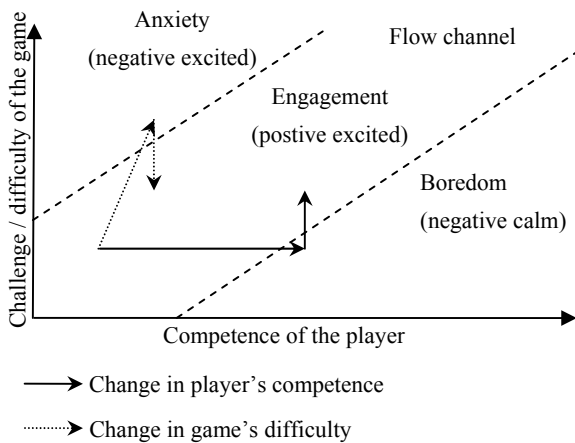 Anxiety
(negative excited)
Flow channel
Engagement
(postive excited)
Boredom
(negative calm)
Challenge / difficulty of the game
Competence of the player
Change in player's competence
Change in game's difficulty